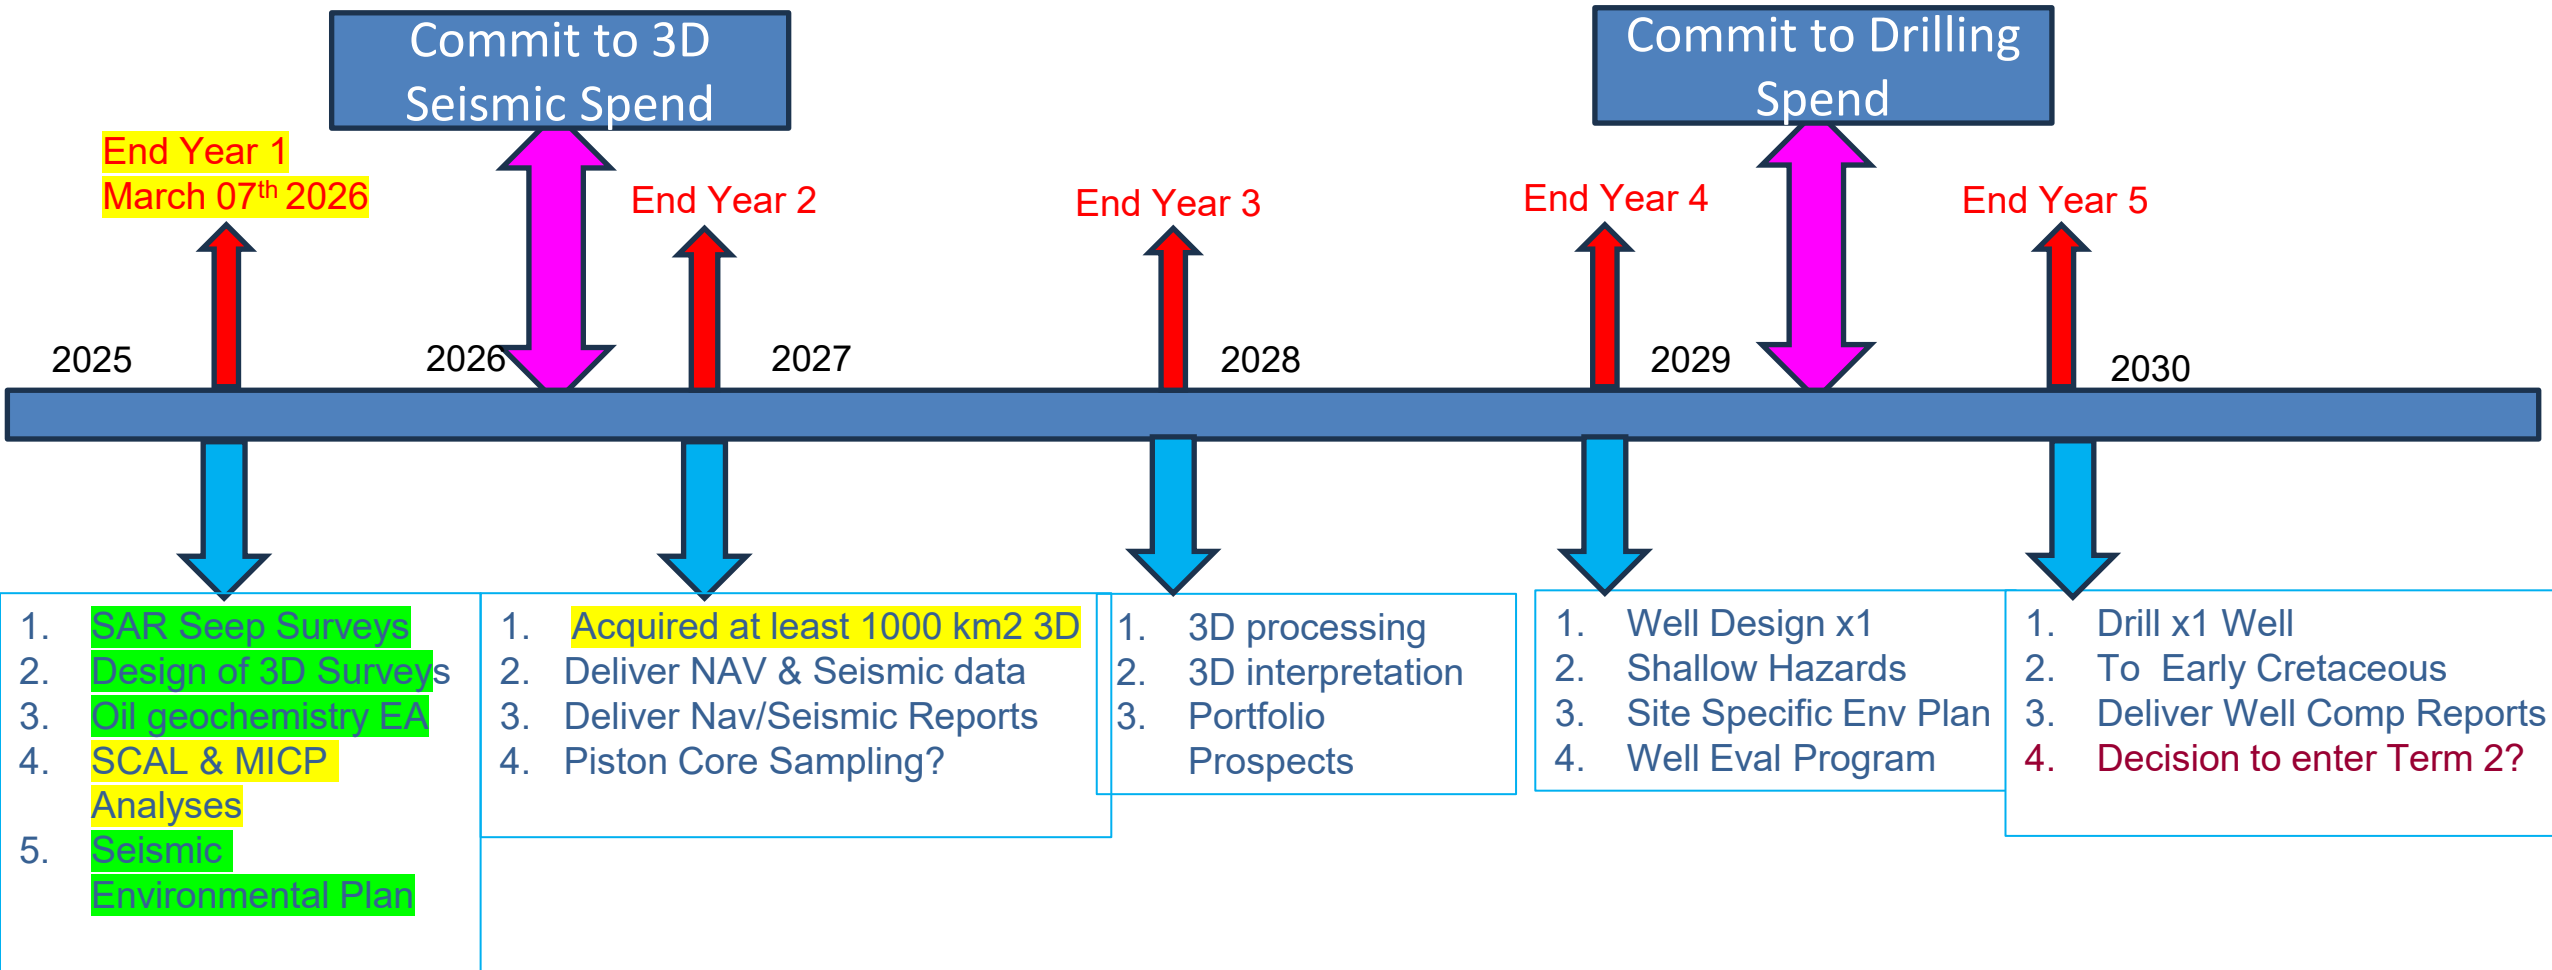 Commit to 3D
Seismic Spend
Commit to Drilling
Spend
End Year 1
March 07th 2026
End Year 2
End Year 3
End Year 4
End Year 5
2025
2026
2027
2028
2029
2030
1. SAR Seep Surveys
2. Design of 3D Surveys
3. Oil geochemistry EA
4. SCAL & MICP
Analyses
5. Seismic
Environmental Plan
1. Acquired at least 1000 km2 3D
2. Deliver NAV & Seismic data
3. Deliver Nav/Seismic Reports
4. Piston Core Sampling?
1. 3D processing
2. 3D interpretation
3. Portfolio
Prospects
1. Well Design x1
2. Shallow Hazards
3. Site Specific Env Plan
4. Well Eval Program
1. Drill x1 Well
2. To Early Cretaceous
3. Deliver Well Comp Reports
4. Decision to enter Term 2?